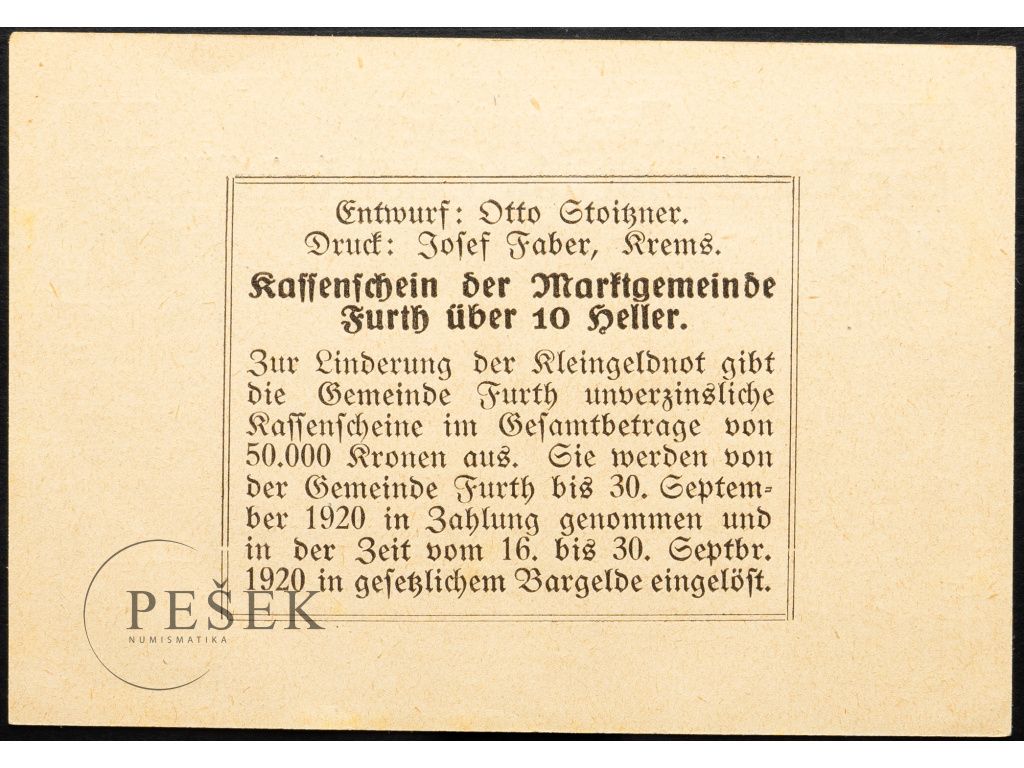 Entwurf: Otto Stoitzner.
Druck: Josef Faber, Krems.
Kassenschein der Marktgemeinde
Furth über 10 Heller.
Zur Linderung der Kleingeldnot gibt
die Gemeinde Furth unverzinsliche
Kassenscheine im Gesamtbetrage von
50.000 Kronen aus. Sie werden von
der Gemeinde Furth bis 30. Septem-
ber 1920 in Zahlung genommen und
in der Zeit vom 16. bis 30. Septbr.
1920 in gesetzlichem Bargelde eingelöst.
PEŠEK
NUMISMATIKA